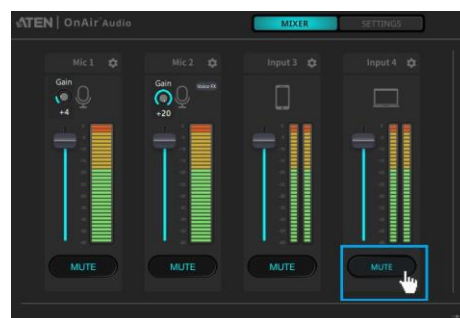 ATEN | OnAir Audio
MIXER
SETTINGS
Mic 1
Mic 2
Input 3
Input 4
Gain
+4
Gain
Voice FX
+20
MUTE
MUTE
MUTE
MUTE